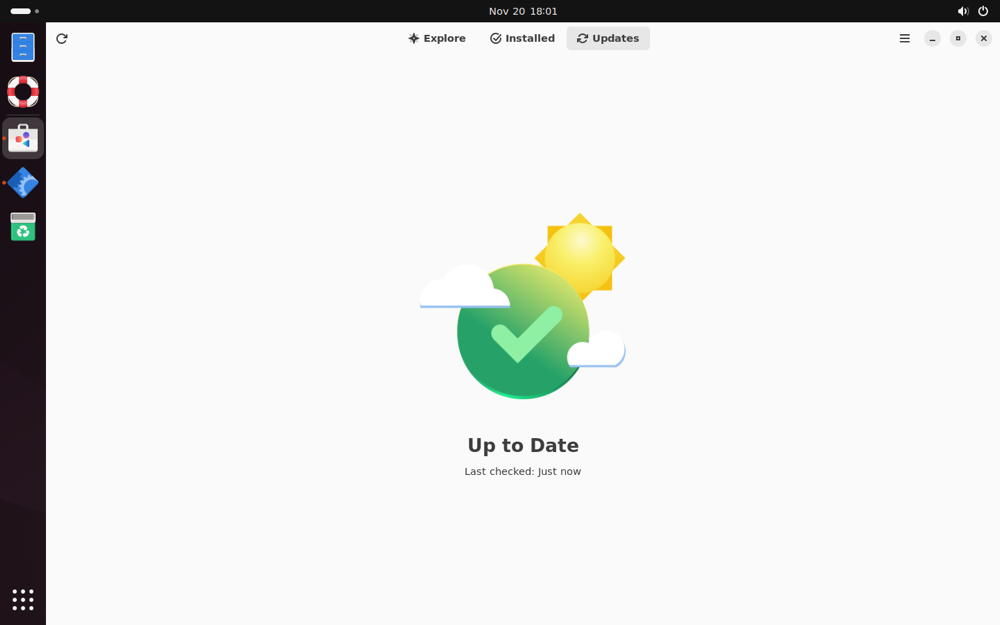 Nov 20 18:01
Explore
Installed
Updates
Up to Date
Last checked: Just now